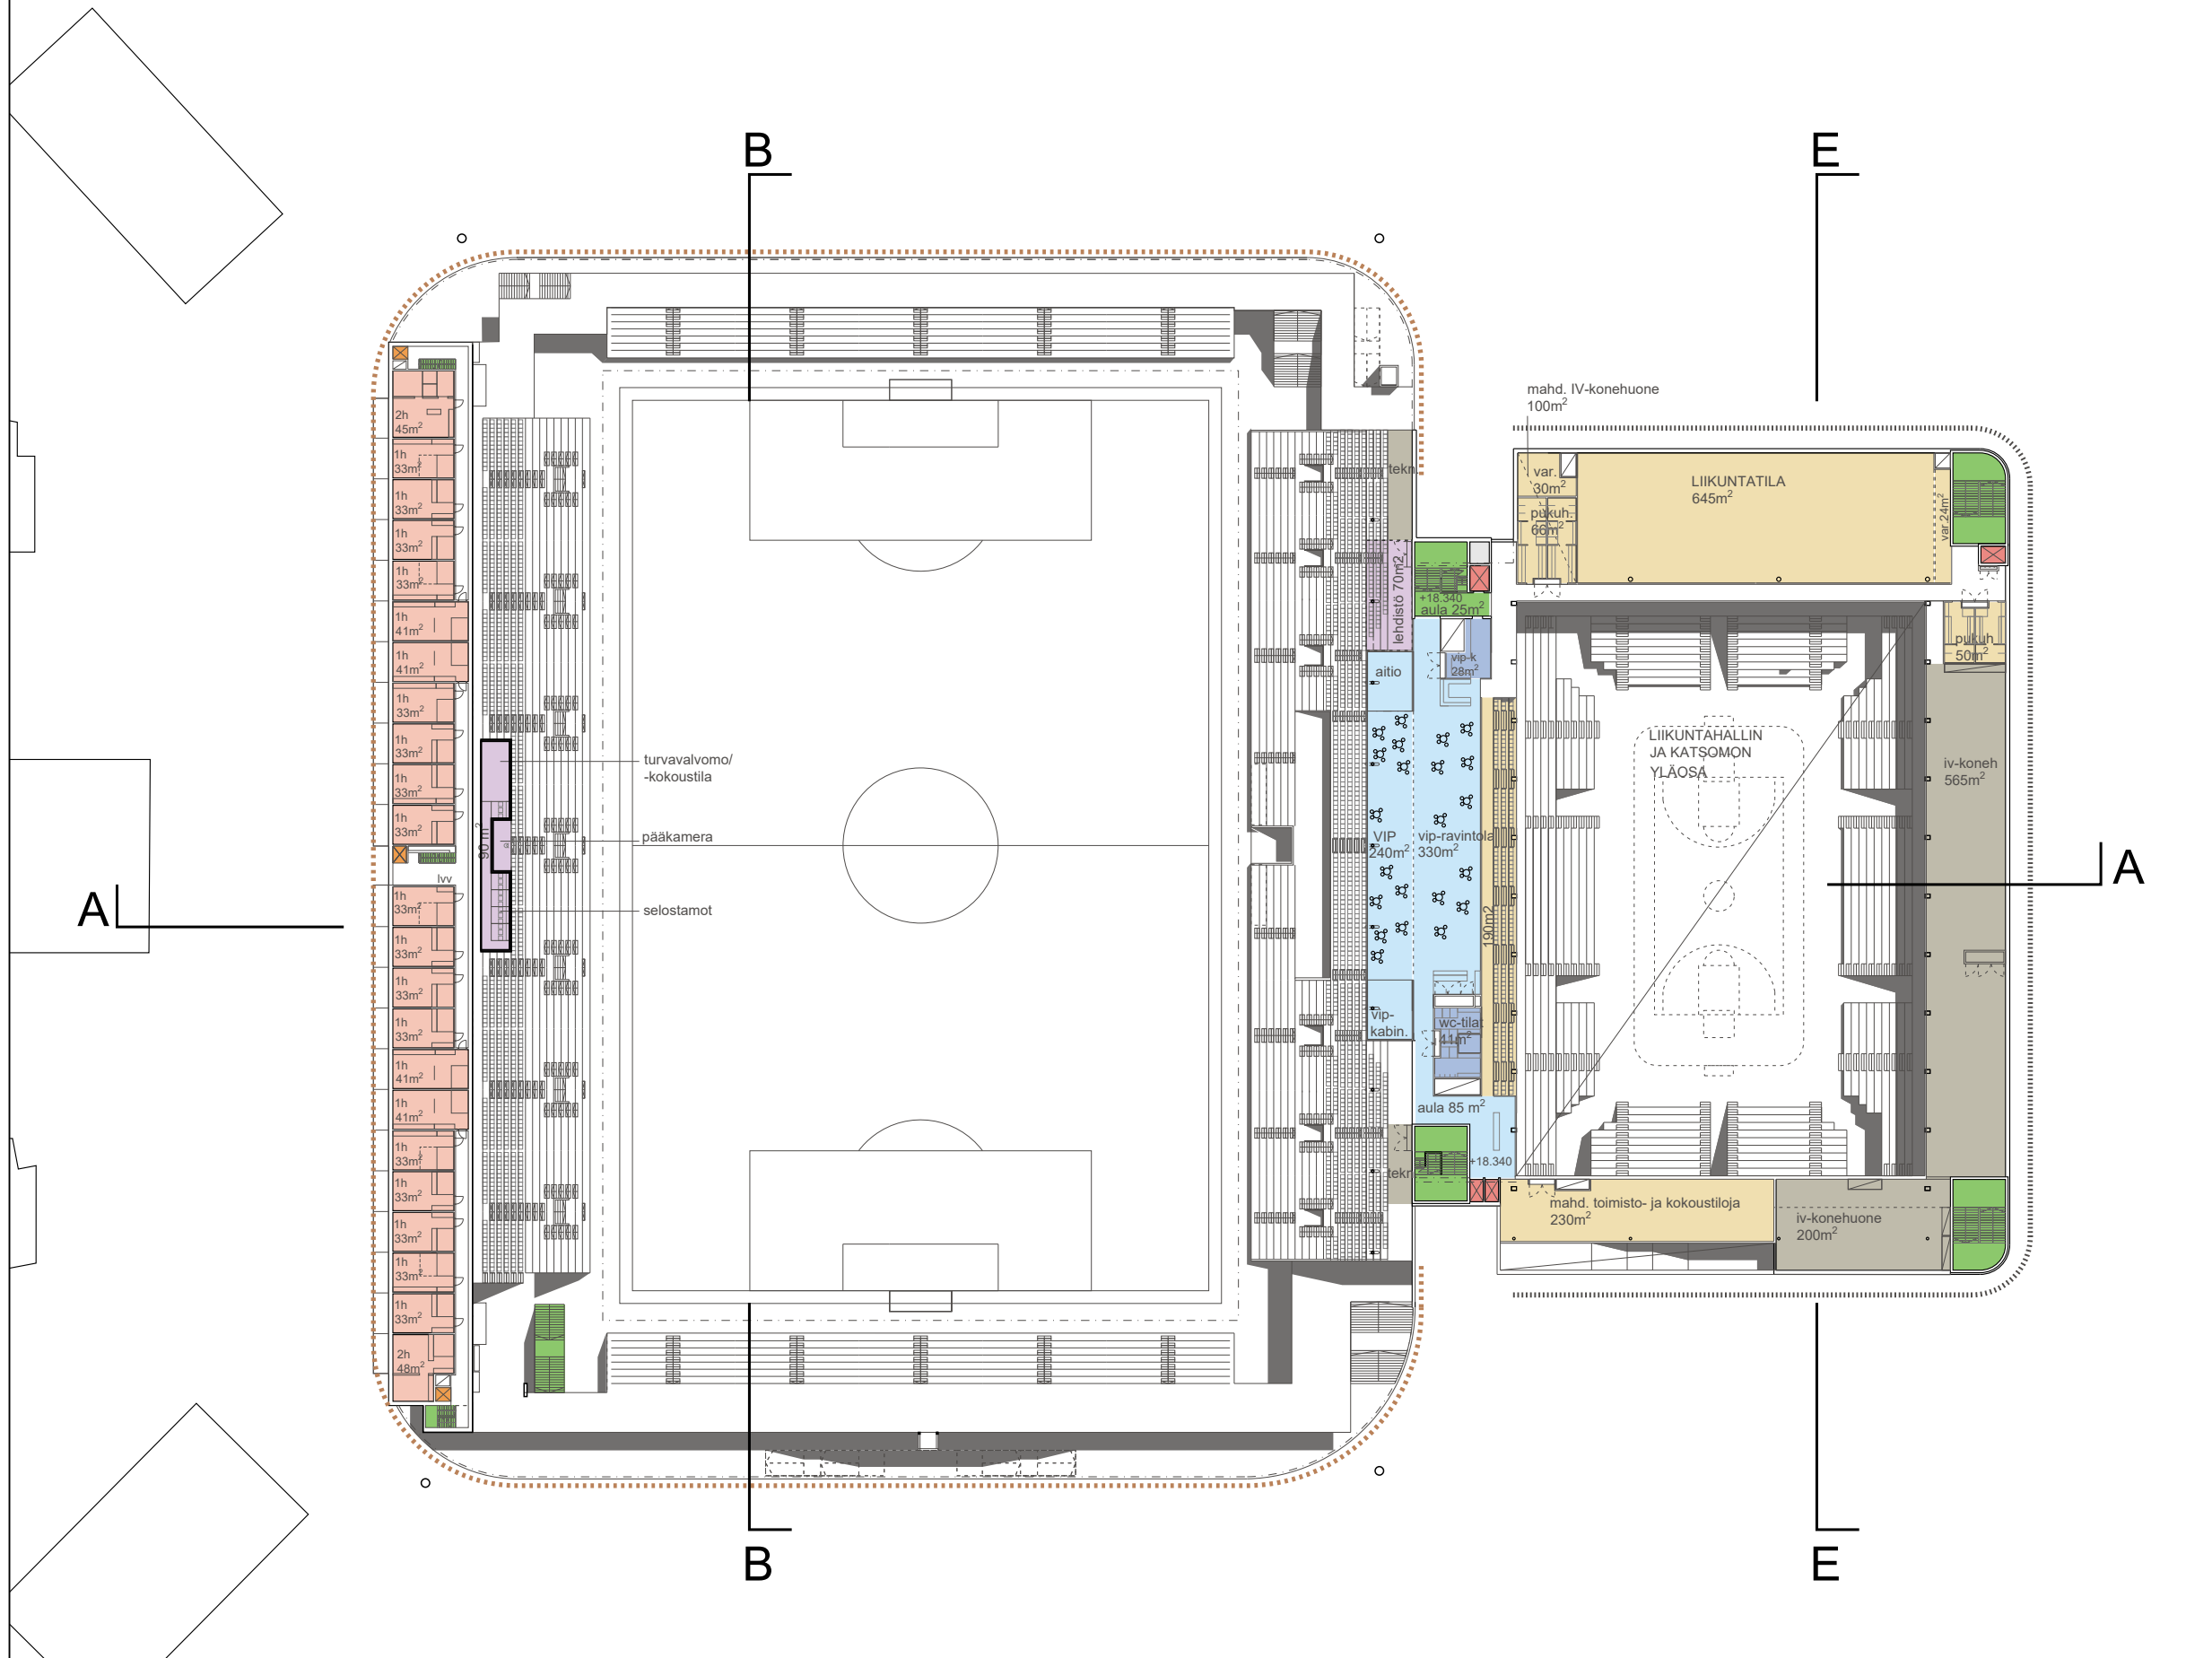 B
E
mahd. IV-konehuone
100m²
2h
45m²
1h
33m²
1h
33m²
1h
33m²
1h
33m²
1h
41m²
1h
41m²
1h
33m²
1h
33m²
1h
33m²
1h
33m²
lvv
1h
33m²
1h
33m²
1h
33m²
1h
33m²
1h
41m²
1h
41m²
1h
33m²
1h
33m²
1h
33m²
1h
33m²
1h
33m²
2h
48m²
90 m²
turvavalvomo/
-kokoustila
pääkamera
selostamot
tekn.
lehdistö 70m2
+18.340
aula 25m²
aitio
vip-k
28m²
VIP
240m²
vip-ravintola
330m²
190m2
vip-
kabin.
wc-tilat
41m²
aula 85 m²
+18.340
tekn.
var.
30m²
pukuh.
66m²
LIIKUNTATILA
645m²
var.24m²
pukuh.
50m²
LIIKUNTAHALLIN
JA KATSOMON
YLÄOSA
iv-koneh
565m²
mahd. toimisto- ja kokoustiloja
230m²
iv-konehuone
200m²
A
A
B
E